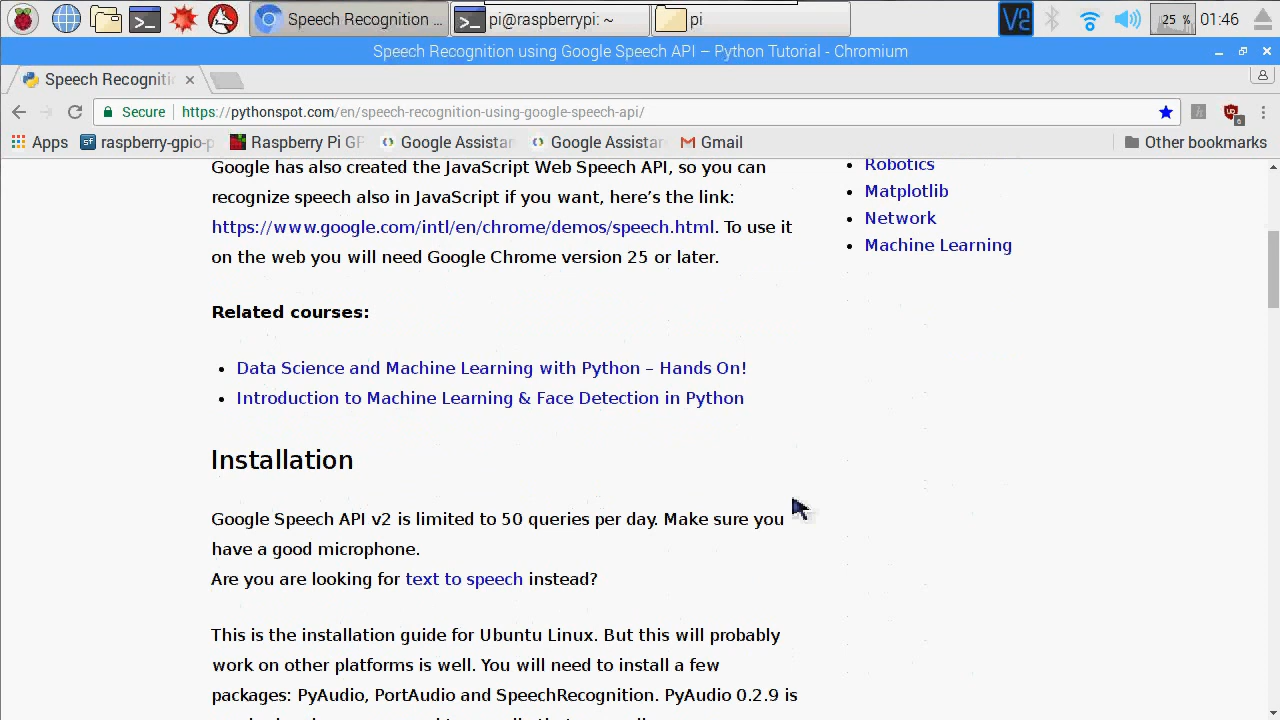 Speech Recognition ...
pi@raspberrypi: ~
pi
25 %
01:46
Speech Recognition using Google Speech API – Python Tutorial - Chromium
Speech Recogniti
Secure
https://pythonspot.com/en/speech-recognition-using-google-speech-api/
6
Apps
raspberry-gpio-p
Raspberry Pi GP
Google Assistan
Google Assistan
Gmail
Other bookmarks
Google has also created the JavaScript Web Speech API, so you can
recognize speech also in JavaScript if you want, here’s the link:
https://www.google.com/intl/en/chrome/demos/speech.html. To use it
on the web you will need Google Chrome version 25 or later.
Related courses:
Data Science and Machine Learning with Python – Hands On!
Introduction to Machine Learning & Face Detection in Python
Installation
Google Speech API v2 is limited to 50 queries per day. Make sure you
have a good microphone.
Are you are looking for text to speech instead?
This is the installation guide for Ubuntu Linux. But this will probably
work on other platforms is well. You will need to install a few
packages: PyAudio, PortAudio and SpeechRecognition. PyAudio 0.2.9 is
Robotics
Matplotlib
Network
Machine Learning